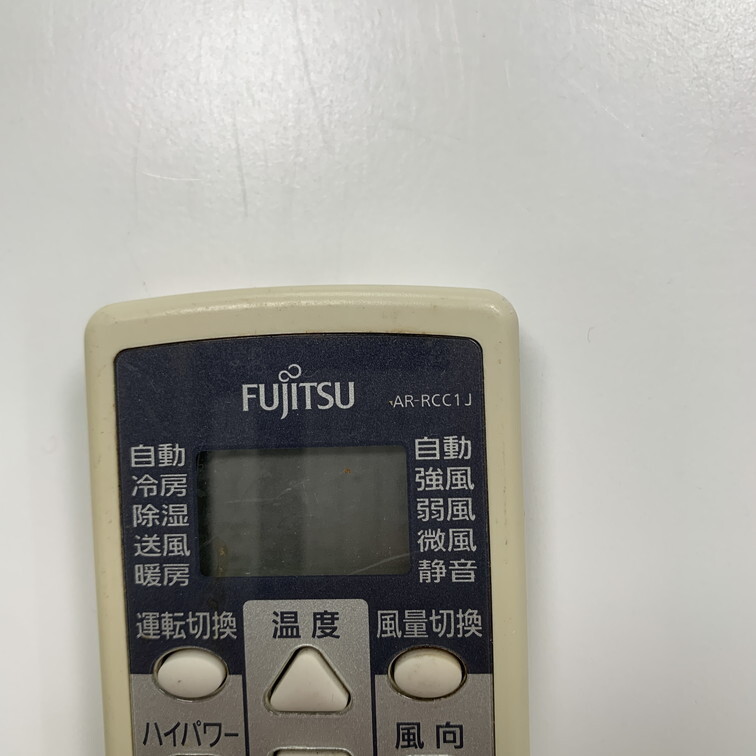 FUJITSU AR-RCC1J
自動
冷房
除湿
送風
暖房
自動
強風
弱風
微風
静音
運転切換
温度
風量切換
ハイパワー
風向